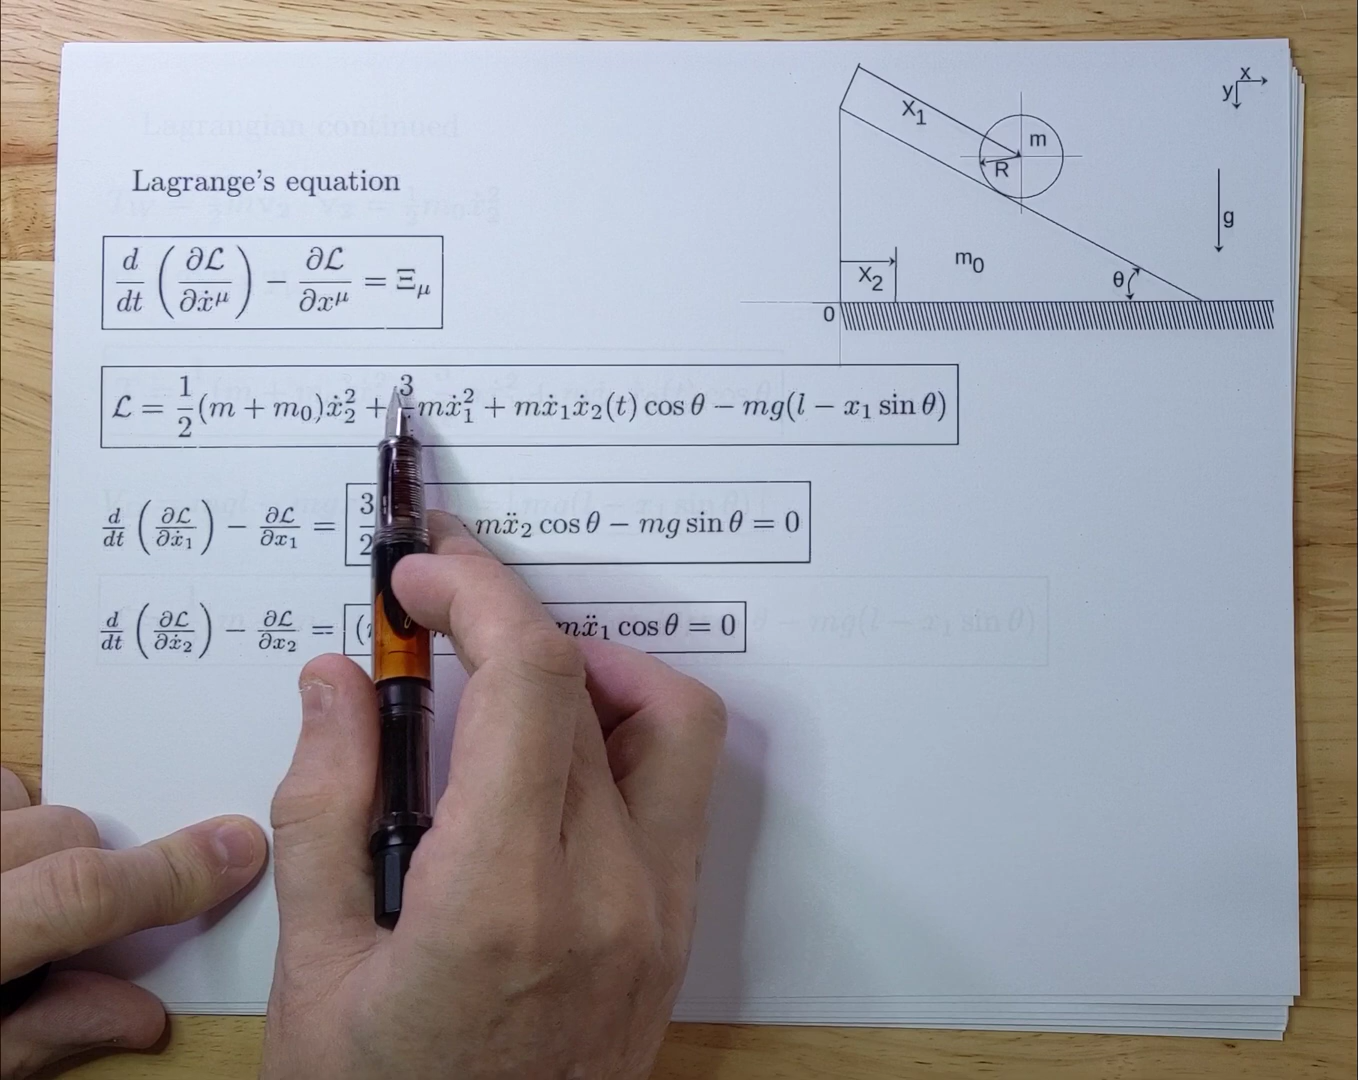 Lagrange's equation
d/dt (∂ℒ/∂ẋ^μ) − ∂ℒ/∂x^μ = Ξ_μ
ℒ = 1/2(m + m₀)ẋ₂² + 3 mẋ₁² + mẋ₁ẋ₂(t) cos θ − mg(l − x₁ sin θ)
d/dt (∂ℒ/∂ẋ₁) − ∂ℒ/∂x₁ = 3/2 mẍ₂ cos θ − mg sin θ = 0
d/dt (∂ℒ/∂ẋ₂) − ∂ℒ/∂x₂ = ( mẍ₁ cos θ = 0
x
y
X₁
m
R
g
m₀
X₂
θ
0